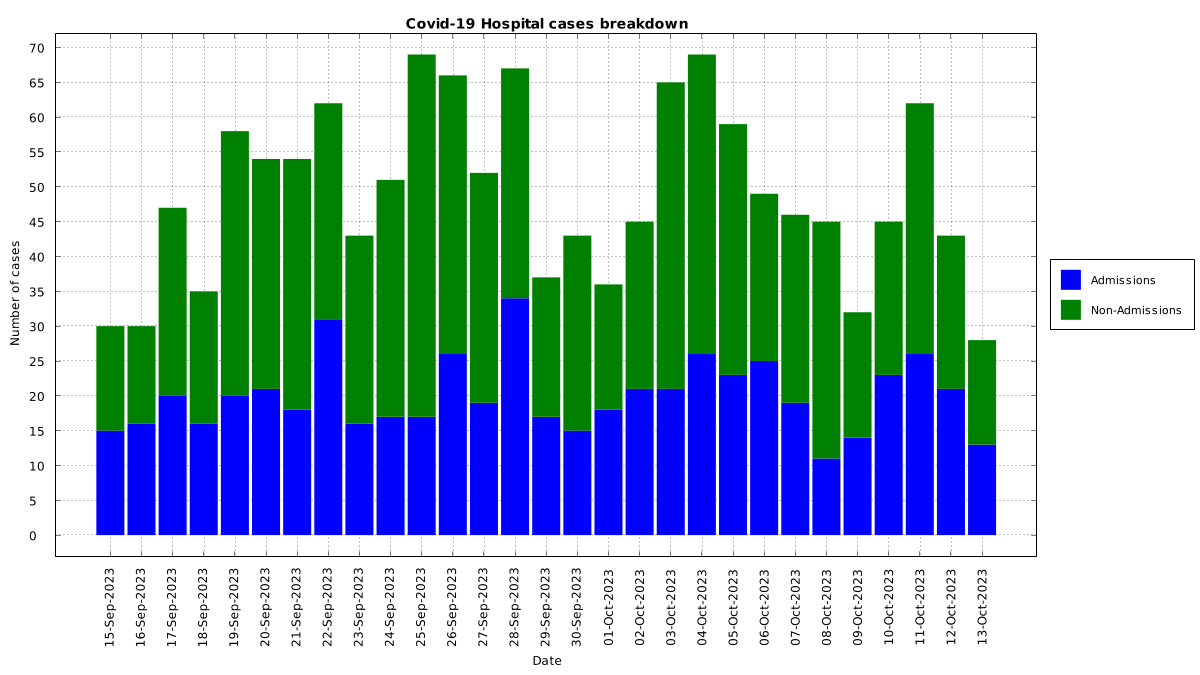 Covid-19 Hospital cases breakdown
70
65
60
55
50
45
40
35
30
25
20
15
10
5
0
Number of cases
15-Sep-2023
16-Sep-2023
17-Sep-2023
18-Sep-2023
19-Sep-2023
20-Sep-2023
21-Sep-2023
22-Sep-2023
23-Sep-2023
24-Sep-2023
25-Sep-2023
26-Sep-2023
27-Sep-2023
28-Sep-2023
29-Sep-2023
30-Sep-2023
01-Oct-2023
02-Oct-2023
03-Oct-2023
04-Oct-2023
05-Oct-2023
06-Oct-2023
07-Oct-2023
08-Oct-2023
09-Oct-2023
10-Oct-2023
11-Oct-2023
12-Oct-2023
13-Oct-2023
Date
Admissions
Non-Admissions